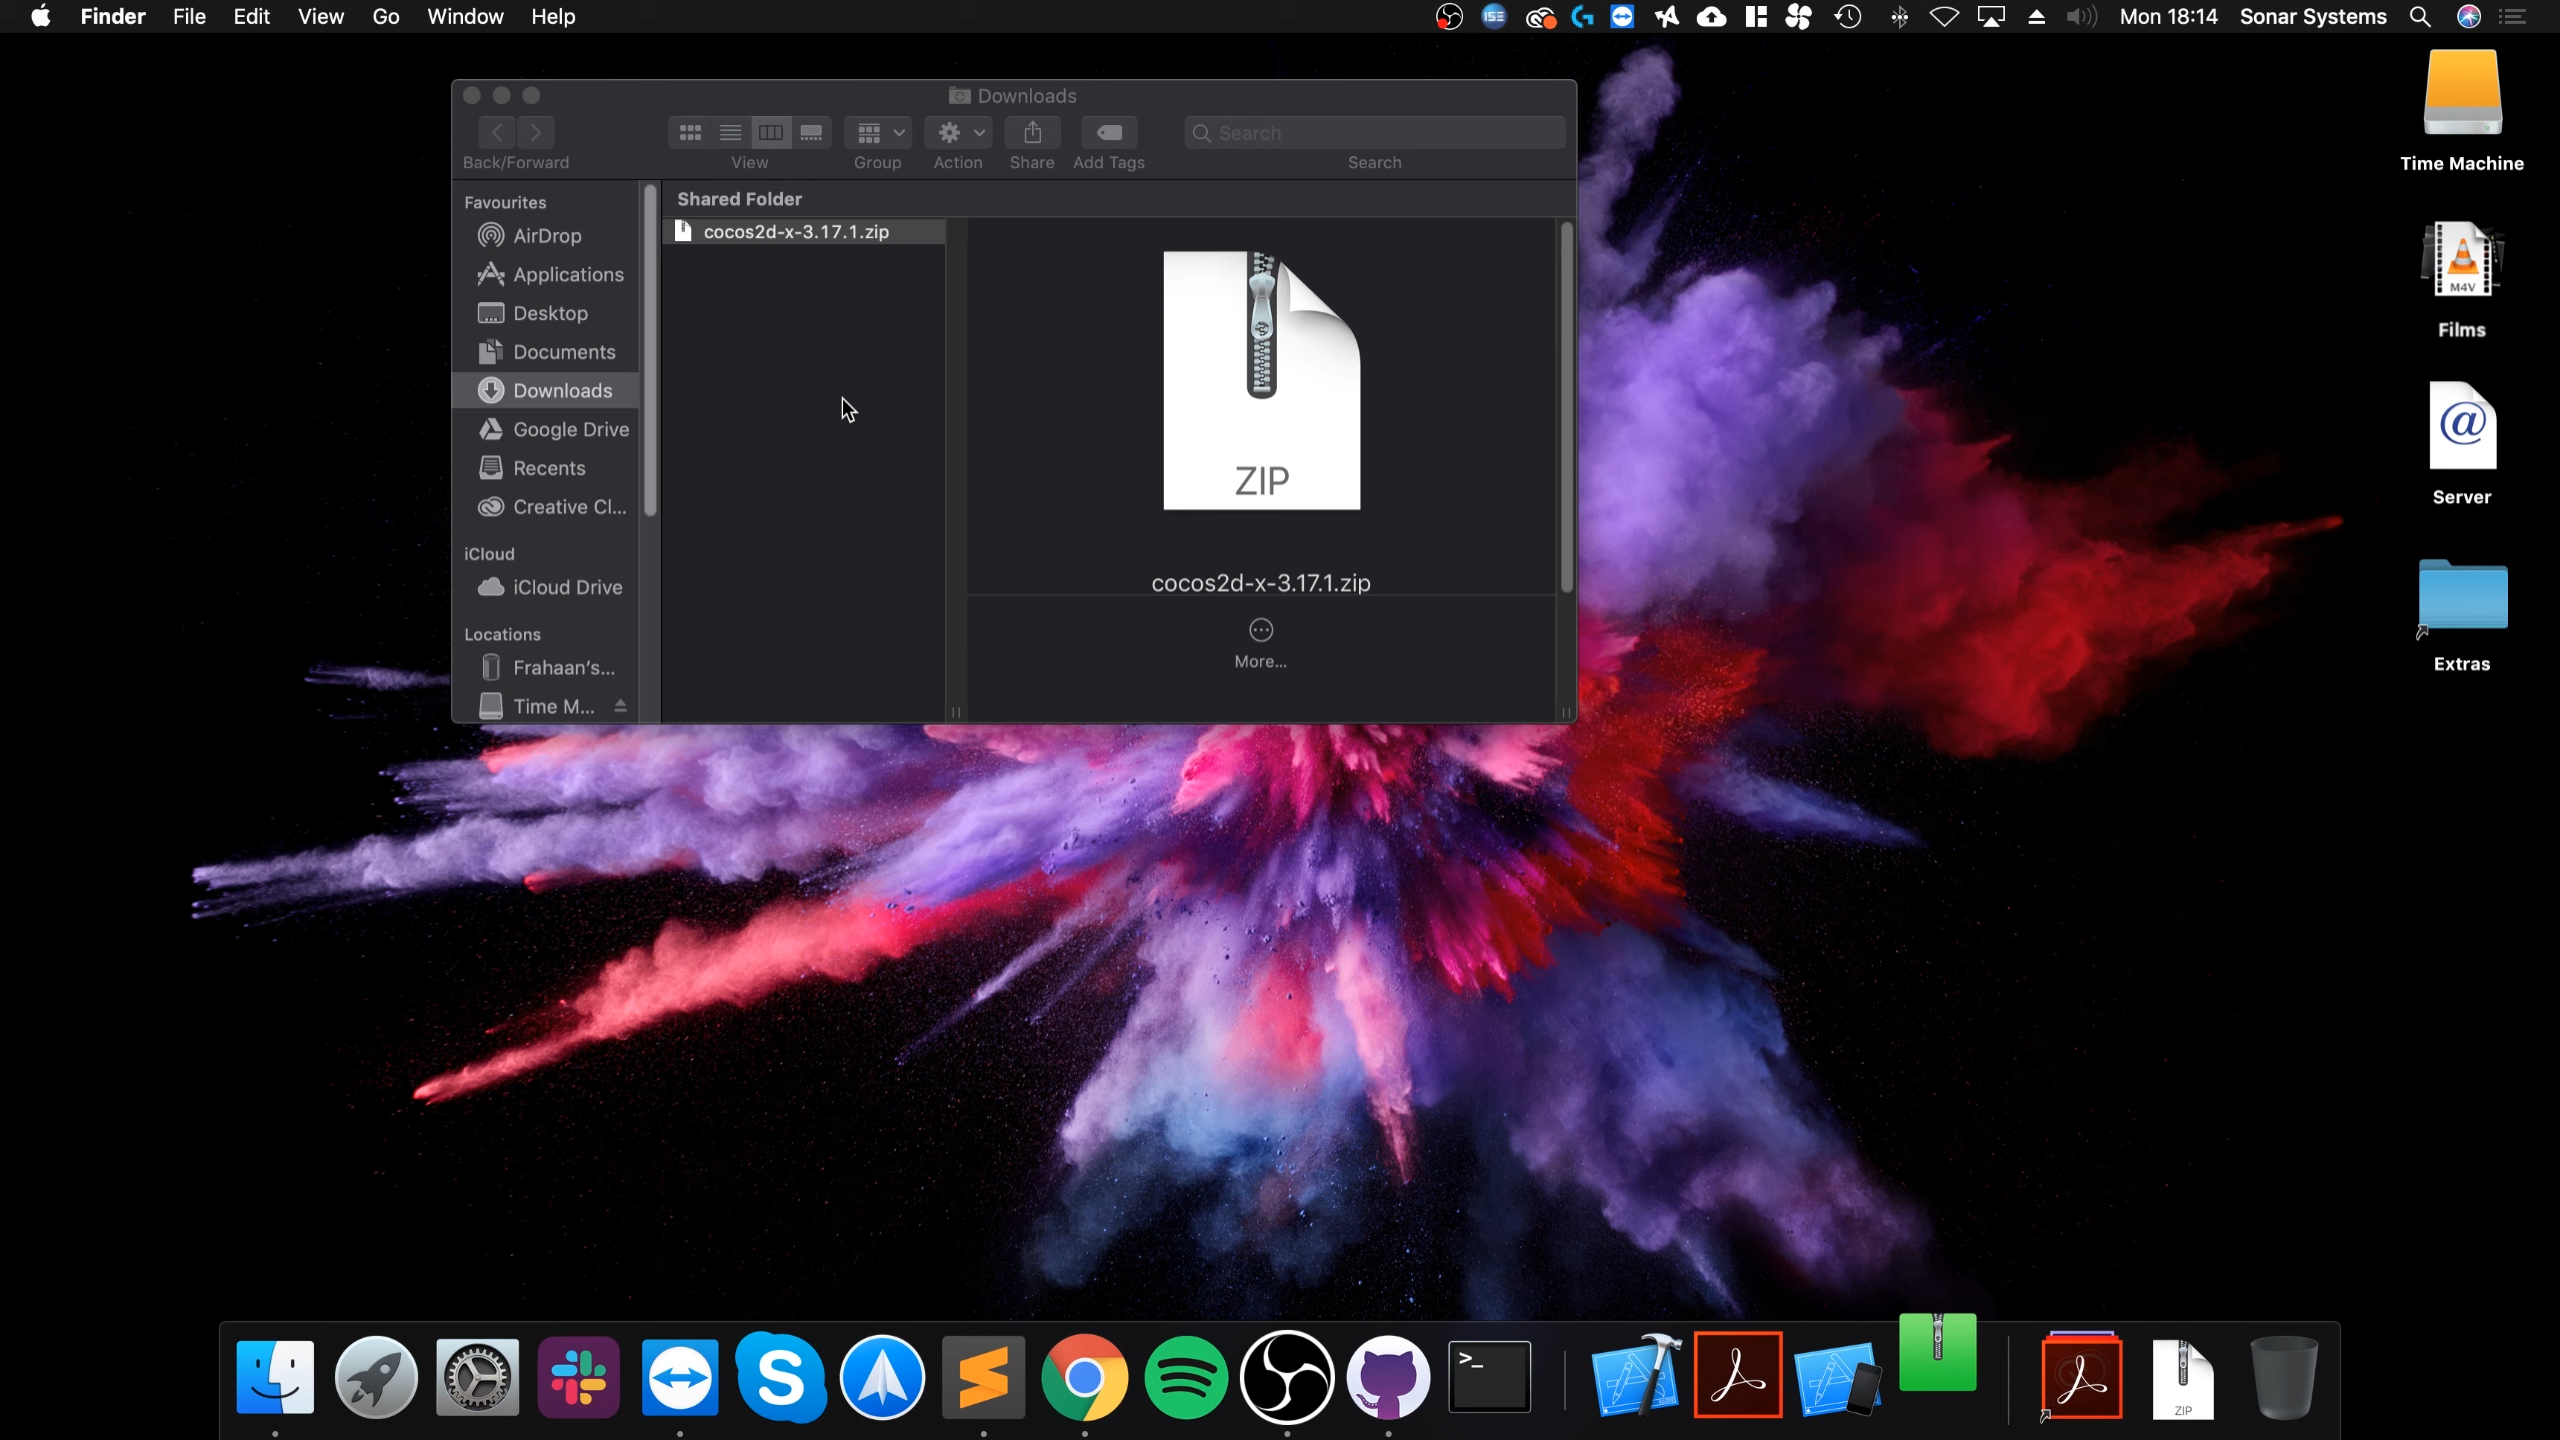 Finder File Edit View Go Window Help
ISE
Mon 18:14 Sonar Systems
Downloads
Search
Back/Forward View Group Action Share Add Tags Search
Favourites
AirDrop
Applications
Desktop
Documents
Downloads
Google Drive
Recents
Creative Cl...
iCloud
iCloud Drive
Locations
Frahaan’s...
Time M...
Shared Folder
cocos2d-x-3.17.1.zip
ZIP
cocos2d-x-3.17.1.zip
More...
Time Machine
M4V
Films
@
Server
Extras
S
>_
ZIP